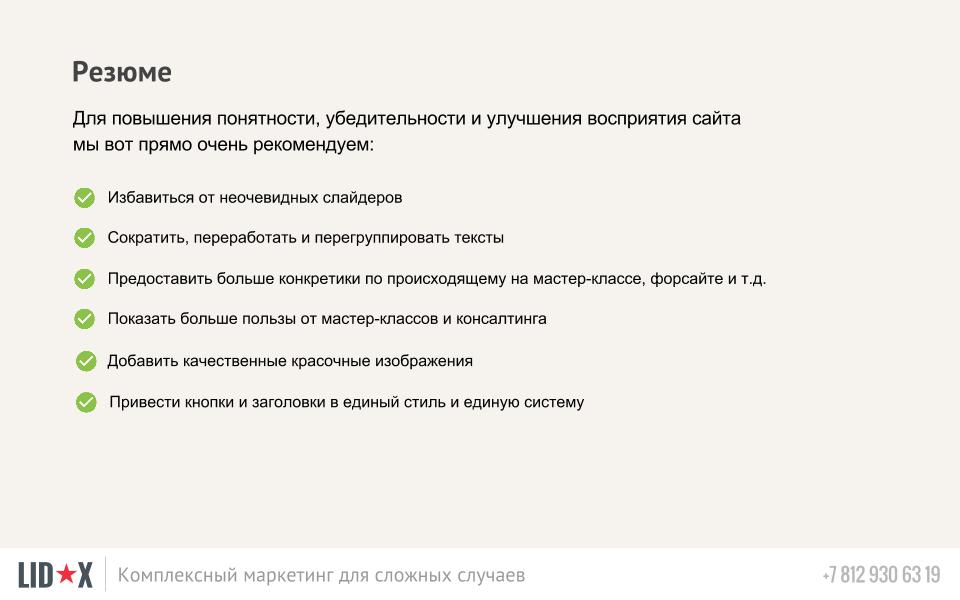 Резюме
Для повышения понятности, убедительности и улучшения восприятия сайта
мы вот прямо очень рекомендуем:
Избавиться от неочевидных слайдеров
Сократить, переработать и перегруппировать тексты
Предоставить больше конкретики по происходящему на мастер-классе, форсайте и т.д.
Показать больше пользы от мастер-классов и консалтинга
Добавить качественные красочные изображения
Привести кнопки и заголовки в единый стиль и единую систему
LID★X
Комплексный маркетинг для сложных случаев
+7 812 930 63 19